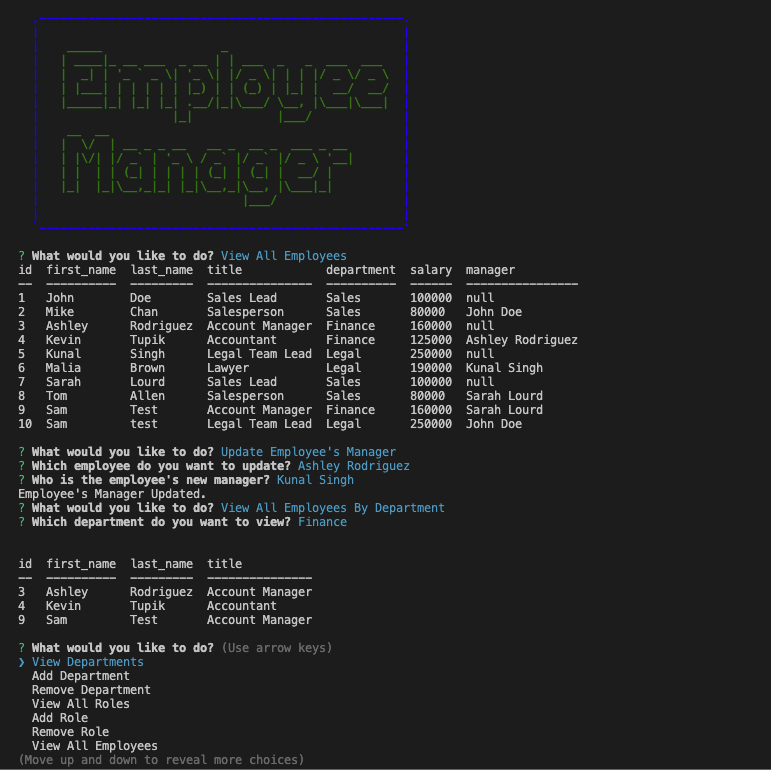 Employee
Manager
? What would you like to do? View All Employees
id  first_name  last_name  title            department  salary  manager
--  ----------  ---------  ---------------  ----------  ------  ----------------
1   John        Doe        Sales Lead       Sales       100000  null
2   Mike        Chan       Salesperson      Sales       80000   John Doe
3   Ashley      Rodriguez  Account Manager  Finance     160000  null
4   Kevin       Tupik      Accountant       Finance     125000  Ashley Rodriguez
5   Kunal       Singh      Legal Team Lead  Legal       250000  null
6   Malia       Brown      Lawyer           Legal       190000  Kunal Singh
7   Sarah       Lourd      Sales Lead       Sales       100000  null
8   Tom         Allen      Salesperson      Sales       80000   Sarah Lourd
9   Sam         Test       Account Manager  Finance     160000  Sarah Lourd
10  Sam         test       Legal Team Lead  Legal       250000  John Doe
? What would you like to do? Update Employee's Manager
? Which employee do you want to update? Ashley Rodriguez
? Who is the employee's new manager? Kunal Singh
Employee's Manager Updated.
? What would you like to do? View All Employees By Department
? Which department do you want to view? Finance
id  first_name  last_name  title
--  ----------  ---------  ---------------
3   Ashley      Rodriguez  Account Manager
4   Kevin       Tupik      Accountant
9   Sam         Test       Account Manager
? What would you like to do? (Use arrow keys)
❯ View Departments
Add Department
Remove Department
View All Roles
Add Role
Remove Role
View All Employees
(Move up and down to reveal more choices)